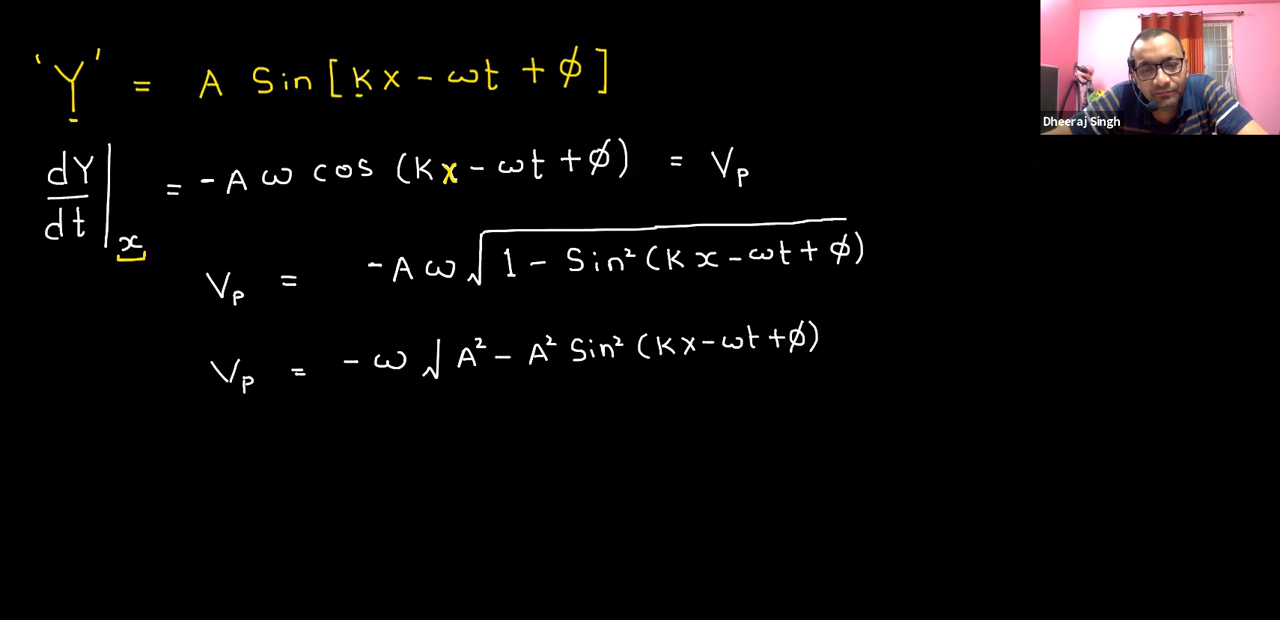 'Y' = A Sin [Kx - ωt + φ]
Dheeraj Singh
dY/dt |x = -Aω cos (Kx - ωt + φ) = Vp
Vp = -Aω√1 - Sin² (Kx - ωt + φ)
Vp = -ω√A² - A² Sin² (Kx - ωt + φ)